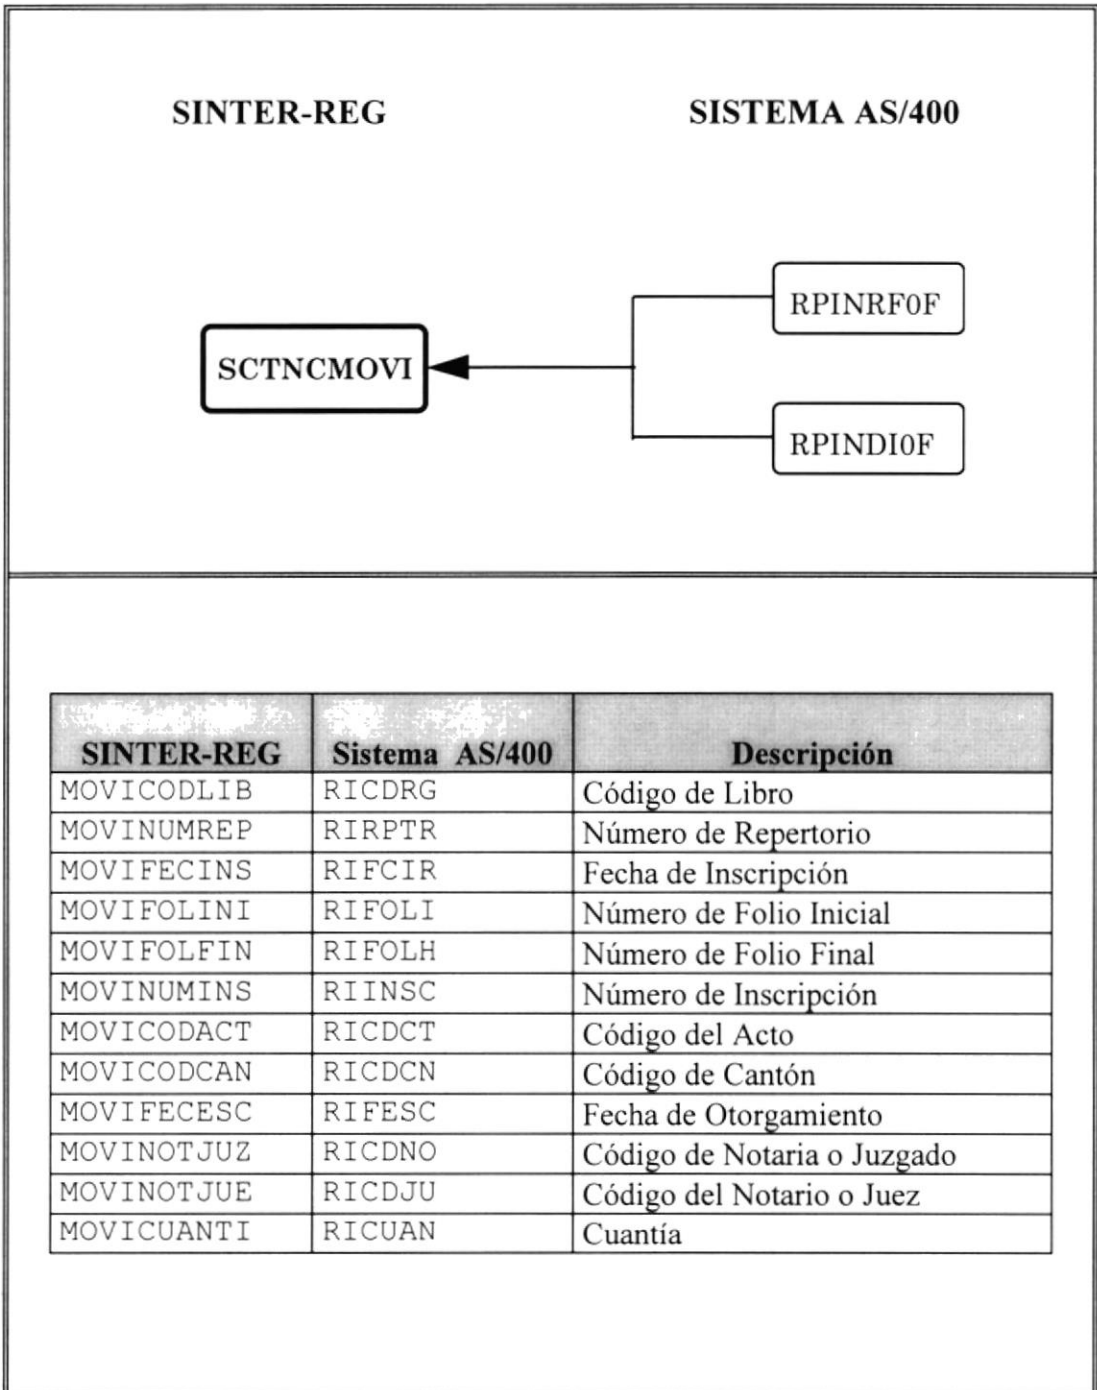 SINTER-REG SISTEMA AS/400
RPINRF0F
SCTNCMOVI
RPINDI0F
SINTER-REG Sistema AS/400 Descripción
MOVICODLIB RICDRG Código de Libro
MOVINUMREP RIRPTR Número de Repertorio
MOVIFECINS RIFCIR Fecha de Inscripción
MOVIFOLINI RIFOLI Número de Folio Inicial
MOVIFOLFIN RIFOLH Número de Folio Final
MOVINUMINS RIINSC Número de Inscripción
MOVICODACT RICDCT Código del Acto
MOVICODCAN RICDCN Código de Cantón
MOVIFECESC RIFESC Fecha de Otorgamiento
MOVINOTJUZ RICDNO Código de Notaria o Juzgado
MOVINOTJUE RICDJU Código del Notario o Juez
MOVICUANTI RICUAN Cuantía